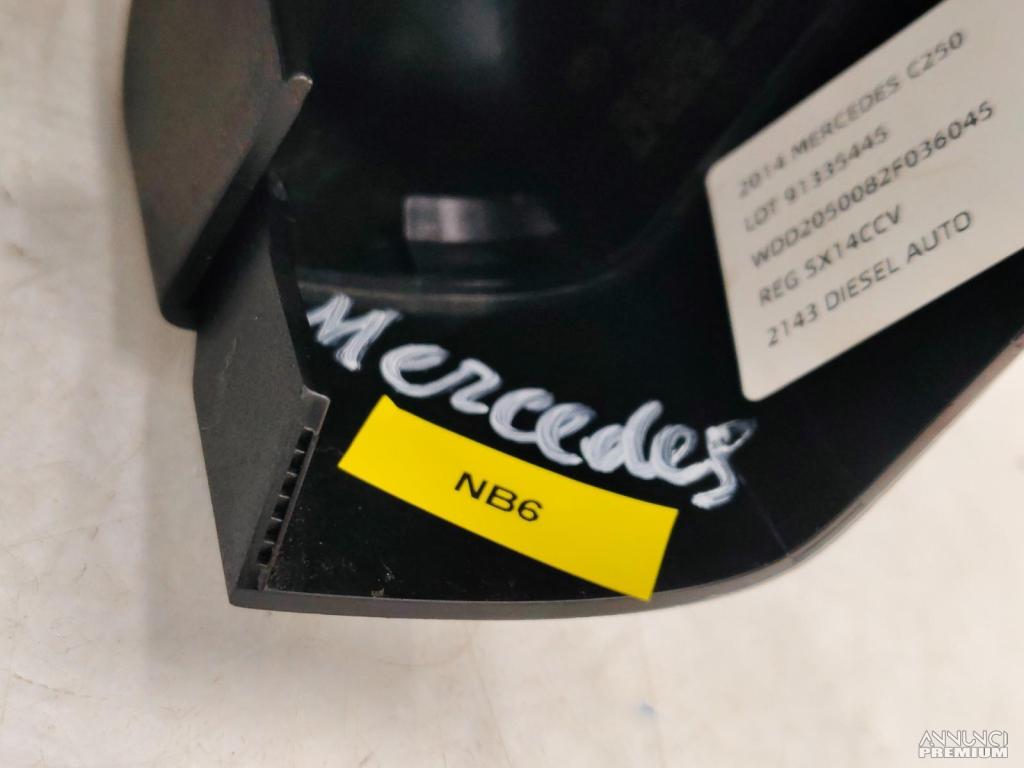 2014 MERCEDES C250
LOT 91335445
WDD2050082F036045
REG SX14CCV
2143 DIESEL AUTO
Mercedes
NB6
ANNUNCI
PREMIUM